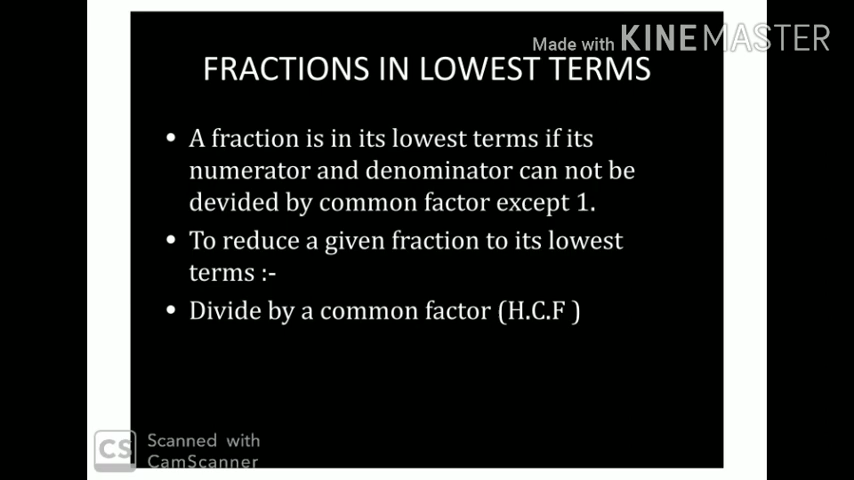 Made with KINEMASTER
FRACTIONS IN LOWEST TERMS
• A fraction is in its lowest terms if its
numerator and denominator can not be
devided by common factor except 1.
• To reduce a given fraction to its lowest
terms :-
• Divide by a common factor (H.C.F )
CS Scanned with
CamScanner